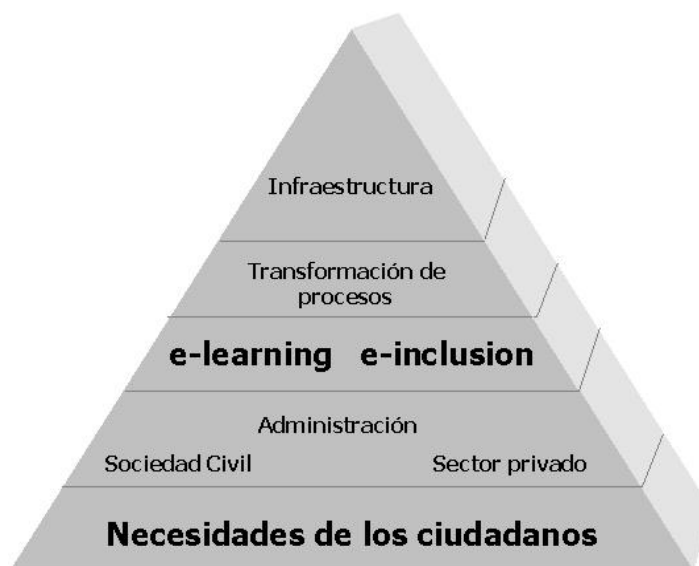 Infraestructura
Transformación de
procesos
e-learning e-inclusion
Administración
Sociedad Civil Sector privado
Necesidades de los ciudadanos